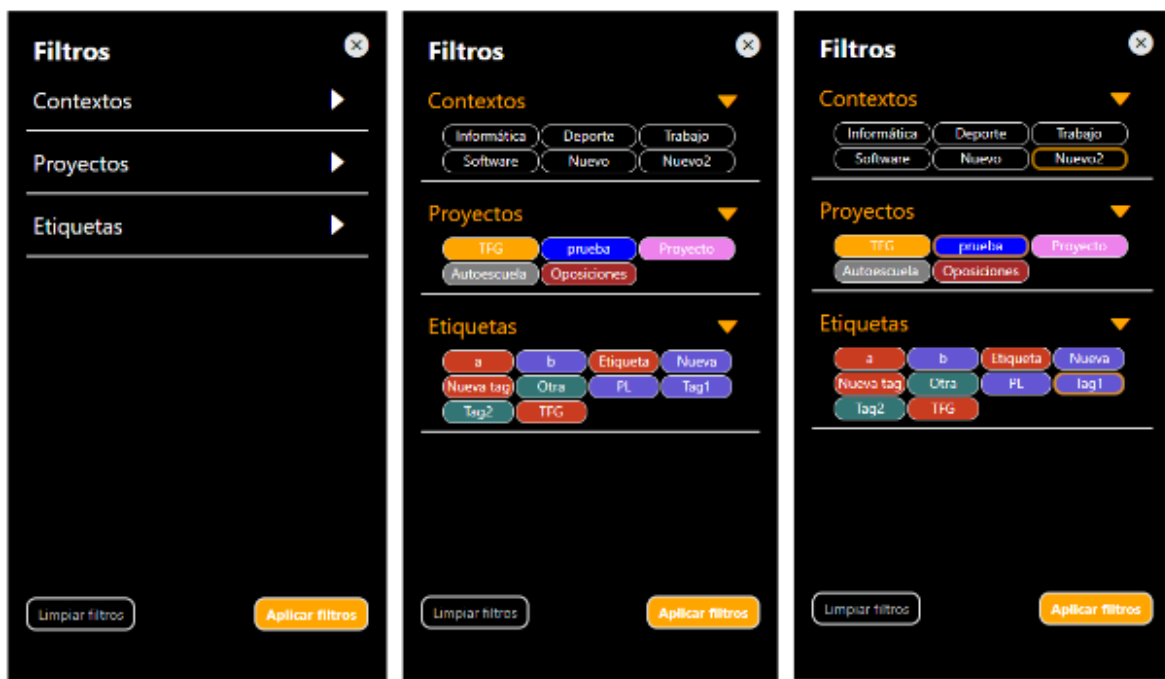 Filtros
Contextos
Proyectos
Etiquetas
Limpiar filtros Aplicar filtros
Filtros
Contextos
Informática Deporte Trabajo
Software Nuevo Nuevo2
Proyectos
TFG prueba Proyecto
Autoescuela Oposiciones
Etiquetas
a b Etiqueta Nueva
Nueva tag Otra PL Tag1
Tag2 TFG
Limpiar filtros Aplicar filtros
Filtros
Contextos
Informática Deporte Trabajo
Software Nuevo Nuevo2
Proyectos
TFG prueba Proyecto
Autoescuela Oposiciones
Etiquetas
a b Etiqueta Nueva
Nueva tag Otra PL Tag1
Tag2 TFG
Limpiar filtros Aplicar filtros